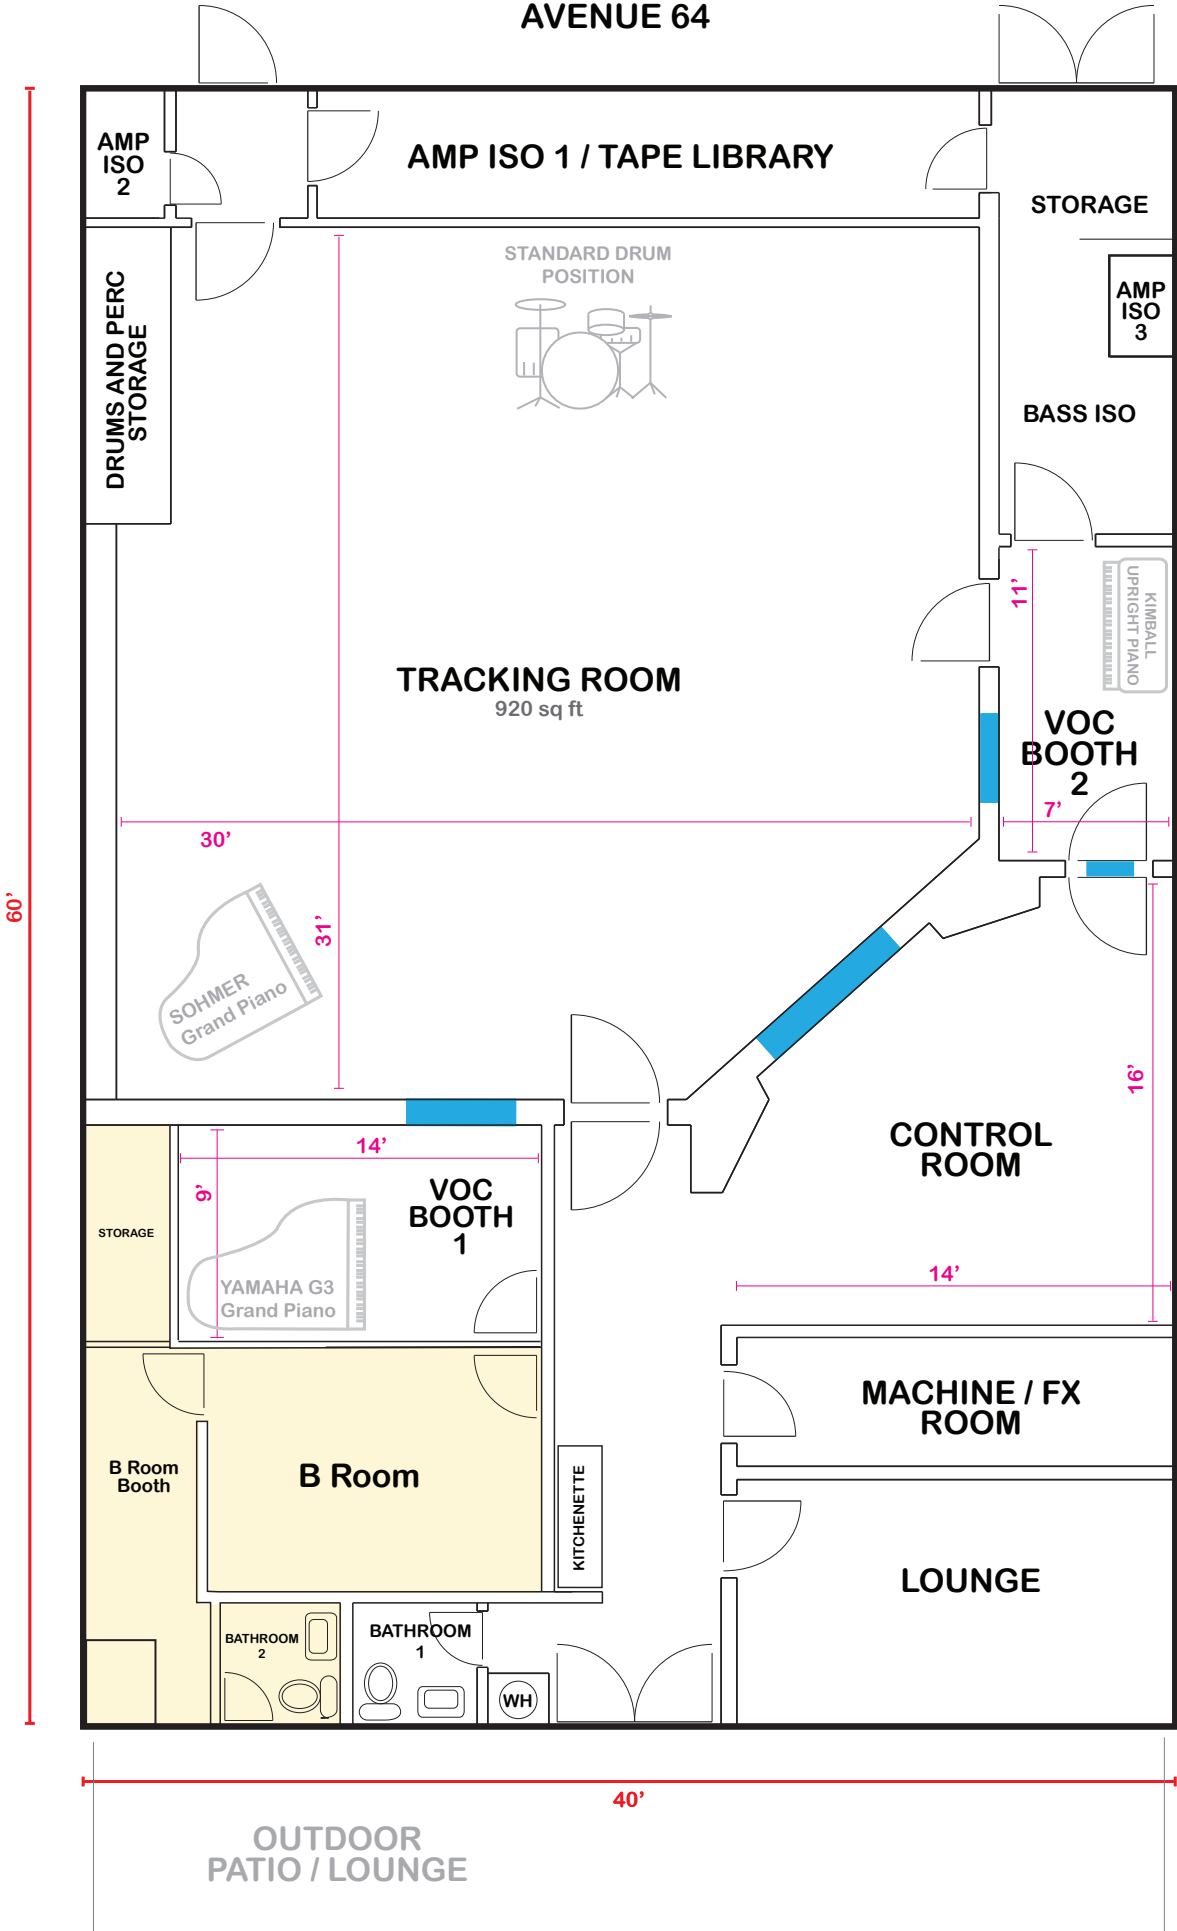 AVENUE 64
AMP
ISO
2
AMP ISO 1 / TAPE LIBRARY
STORAGE
STANDARD DRUM
POSITION
DRUMS AND PERC
STORAGE
AMP
ISO
3
BASS ISO
11'
KIMBALL
UPRIGHT PIANO
TRACKING ROOM
920 sq ft
VOC
BOOTH
2
7'
30'
60'
31'
SOHMER
Grand Piano
16'
CONTROL
ROOM
14'
9'
VOC
BOOTH
1
STORAGE
YAMAHA G3
Grand Piano
14'
MACHINE / FX
ROOM
B Room
Booth
B Room
KITCHENETTE
LOUNGE
BATHROOM
2
BATHROOM
1
WH
40'
OUTDOOR
PATIO / LOUNGE